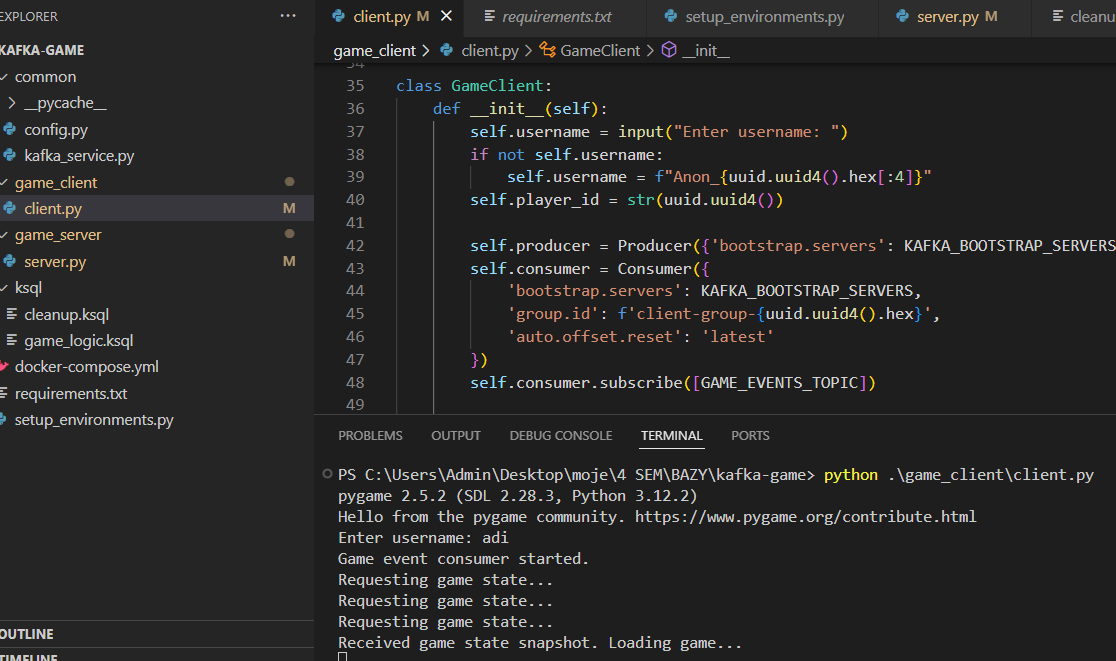 EXPLORER
KAFKA-GAME
common
__pycache__
config.py
kafka_service.py
game_client
client.py M
game_server
server.py M
ksql
cleanup.ksql
game_logic.ksql
docker-compose.yml
requirements.txt
setup_environments.py
OUTLINE
TIMELINE
client.py M
requirements.txt
setup_environments.py
server.py M
cleanu
game_client > client.py > GameClient > __init__
34
35 class GameClient:
36 def __init__(self):
37 self.username = input("Enter username: ")
38 if not self.username:
39 self.username = f"Anon_{uuid.uuid4().hex[:4]}"
40 self.player_id = str(uuid.uuid4())
41
42 self.producer = Producer({'bootstrap.servers': KAFKA_BOOTSTRAP_SERVERS
43 self.consumer = Consumer({
44 'bootstrap.servers': KAFKA_BOOTSTRAP_SERVERS,
45 'group.id': f'client-group-{uuid.uuid4().hex}',
46 'auto.offset.reset': 'latest'
47 })
48 self.consumer.subscribe([GAME_EVENTS_TOPIC])
49
PROBLEMS OUTPUT DEBUG CONSOLE TERMINAL PORTS
PS C:\Users\Admin\Desktop\moje\4 SEM\BAZY\kafka-game> python .\game_client\client.py
pygame 2.5.2 (SDL 2.28.3, Python 3.12.2)
Hello from the pygame community. https://www.pygame.org/contribute.html
Enter username: adi
Game event consumer started.
Requesting game state...
Requesting game state...
Requesting game state...
Received game state snapshot. Loading game...